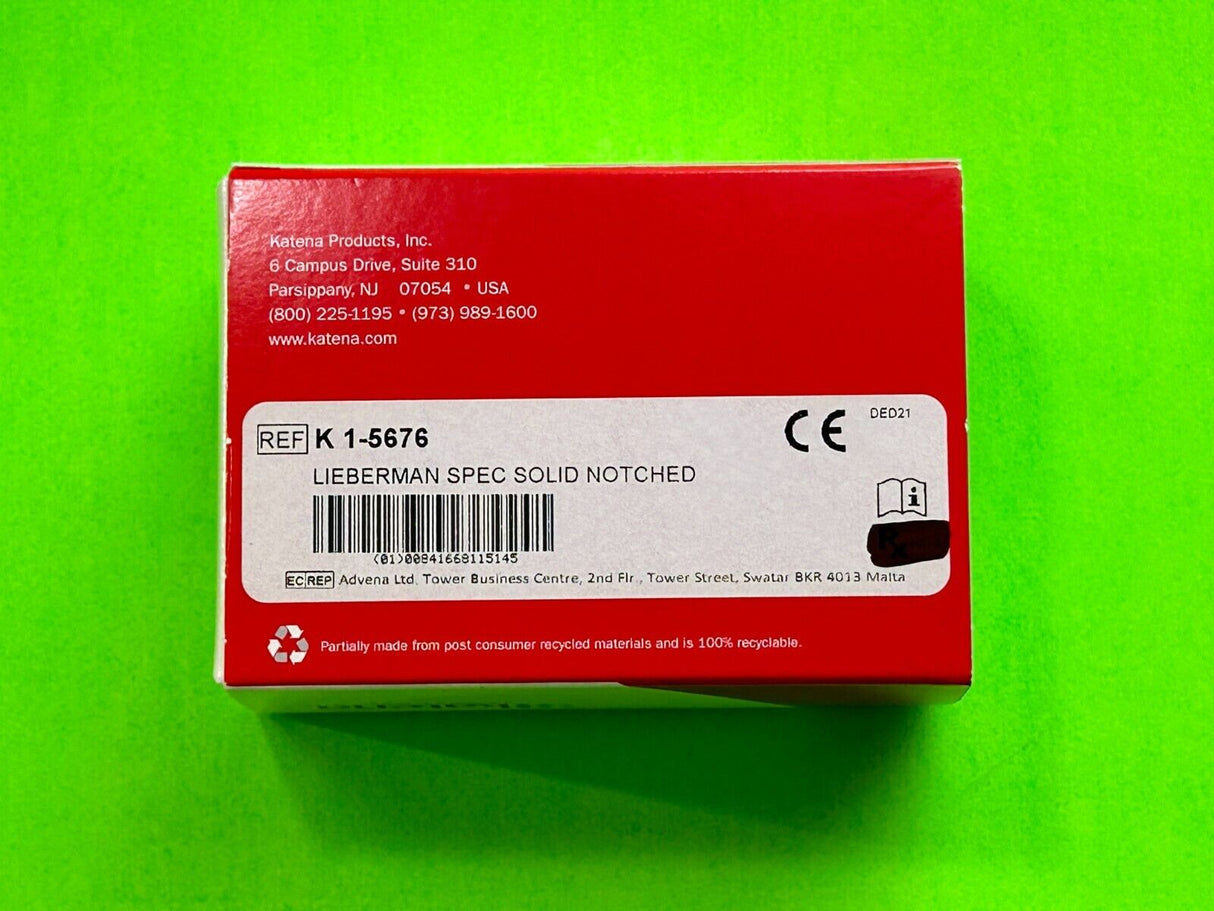 Katena Products, Inc.
6 Campus Drive, Suite 310
Parsippany, NJ 07054 • USA
(800) 225-1195 • (973) 989-1600
www.katena.com
CE DED21
REF K 1-5676
LIEBERMAN SPEC SOLID NOTCHED
i
(01)00841668115145
Rx
EC REP Advena Ltd. Tower Business Centre, 2nd Flr., Tower Street, Swatar BKR 4013 Malta
Partially made from post consumer recycled materials and is 100% recyclable.